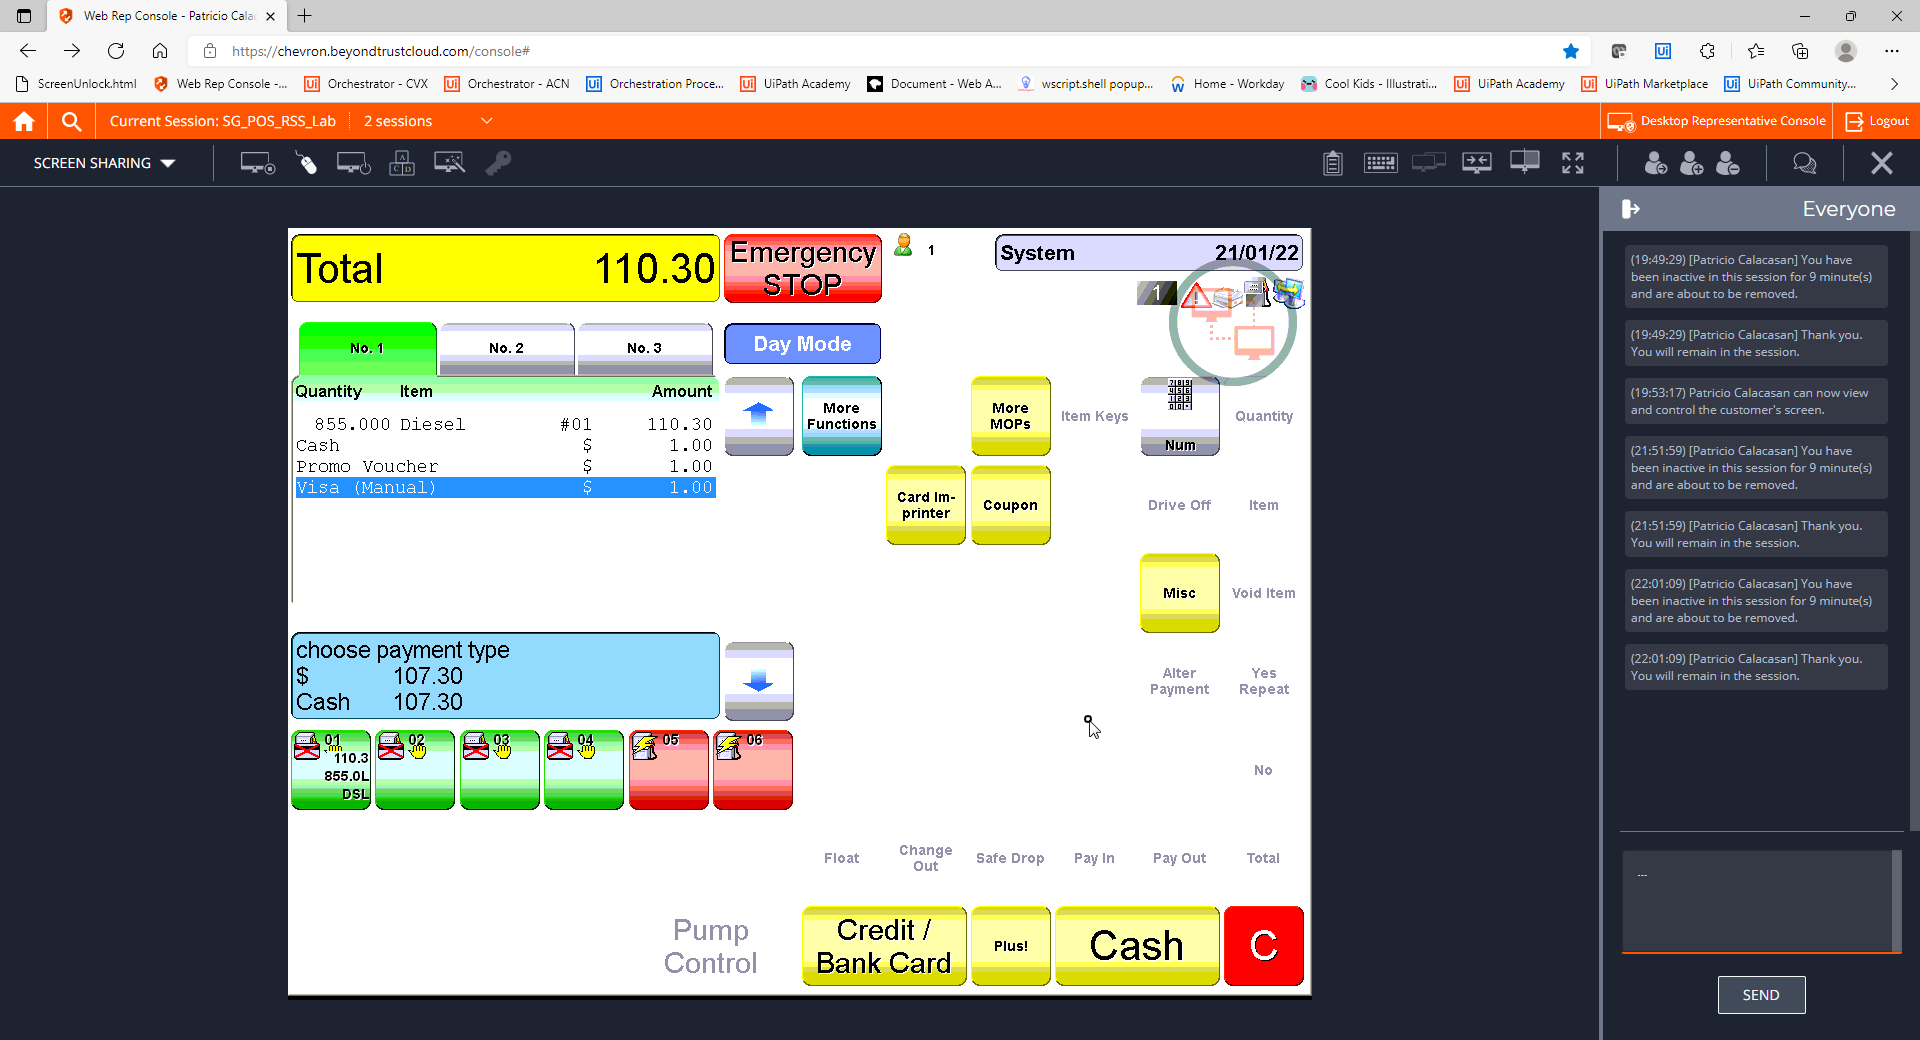 Web Rep Console - Patricio Cala
https://chevron.beyondtrustcloud.com/console#
ScreenUnlock.html
Web Rep Console -...
Orchestrator - CVX
Orchestrator - ACN
Orchestration Proce...
UiPath Academy
Document - Web A...
wscript.shell popup...
Home - Workday
Cool Kids - Illustrati...
UiPath Academy
UiPath Marketplace
UiPath Community...
Current Session: SG_POS_RSS_Lab
2 sessions
Desktop Representative Console
Logout
SCREEN SHARING
Everyone
Total 110.30
Emergency
STOP
1
System 21/01/22
1
No. 1
No. 2
No. 3
Day Mode
Quantity Item Amount
855.000 Diesel #01 110.30
Cash $ 1.00
Promo Voucher $ 1.00
Visa (Manual) $ 1.00
More
Functions
More
MOPs
Item Keys
Num
Quantity
Card Im-
printer
Coupon
Drive Off
Item
Misc
Void Item
choose payment type
$ 107.30
Cash 107.30
Alter
Payment
Yes
Repeat
01
110.3
855.0L
DSL
02
03
04
05
06
No
Float
Change
Out
Safe Drop
Pay In
Pay Out
Total
Pump
Control
Credit /
Bank Card
Plus!
Cash
C
(19:49:29) [Patricio Calacasan] You have
been inactive in this session for 9 minute(s)
and are about to be removed.
(19:49:29) [Patricio Calacasan] Thank you.
You will remain in the session.
(19:53:17) Patricio Calacasan can now view
and control the customer's screen.
(21:51:59) [Patricio Calacasan] You have
been inactive in this session for 9 minute(s)
and are about to be removed.
(21:51:59) [Patricio Calacasan] Thank you.
You will remain in the session.
(22:01:09) [Patricio Calacasan] You have
been inactive in this session for 9 minute(s)
and are about to be removed.
(22:01:09) [Patricio Calacasan] Thank you.
You will remain in the session.
...
SEND